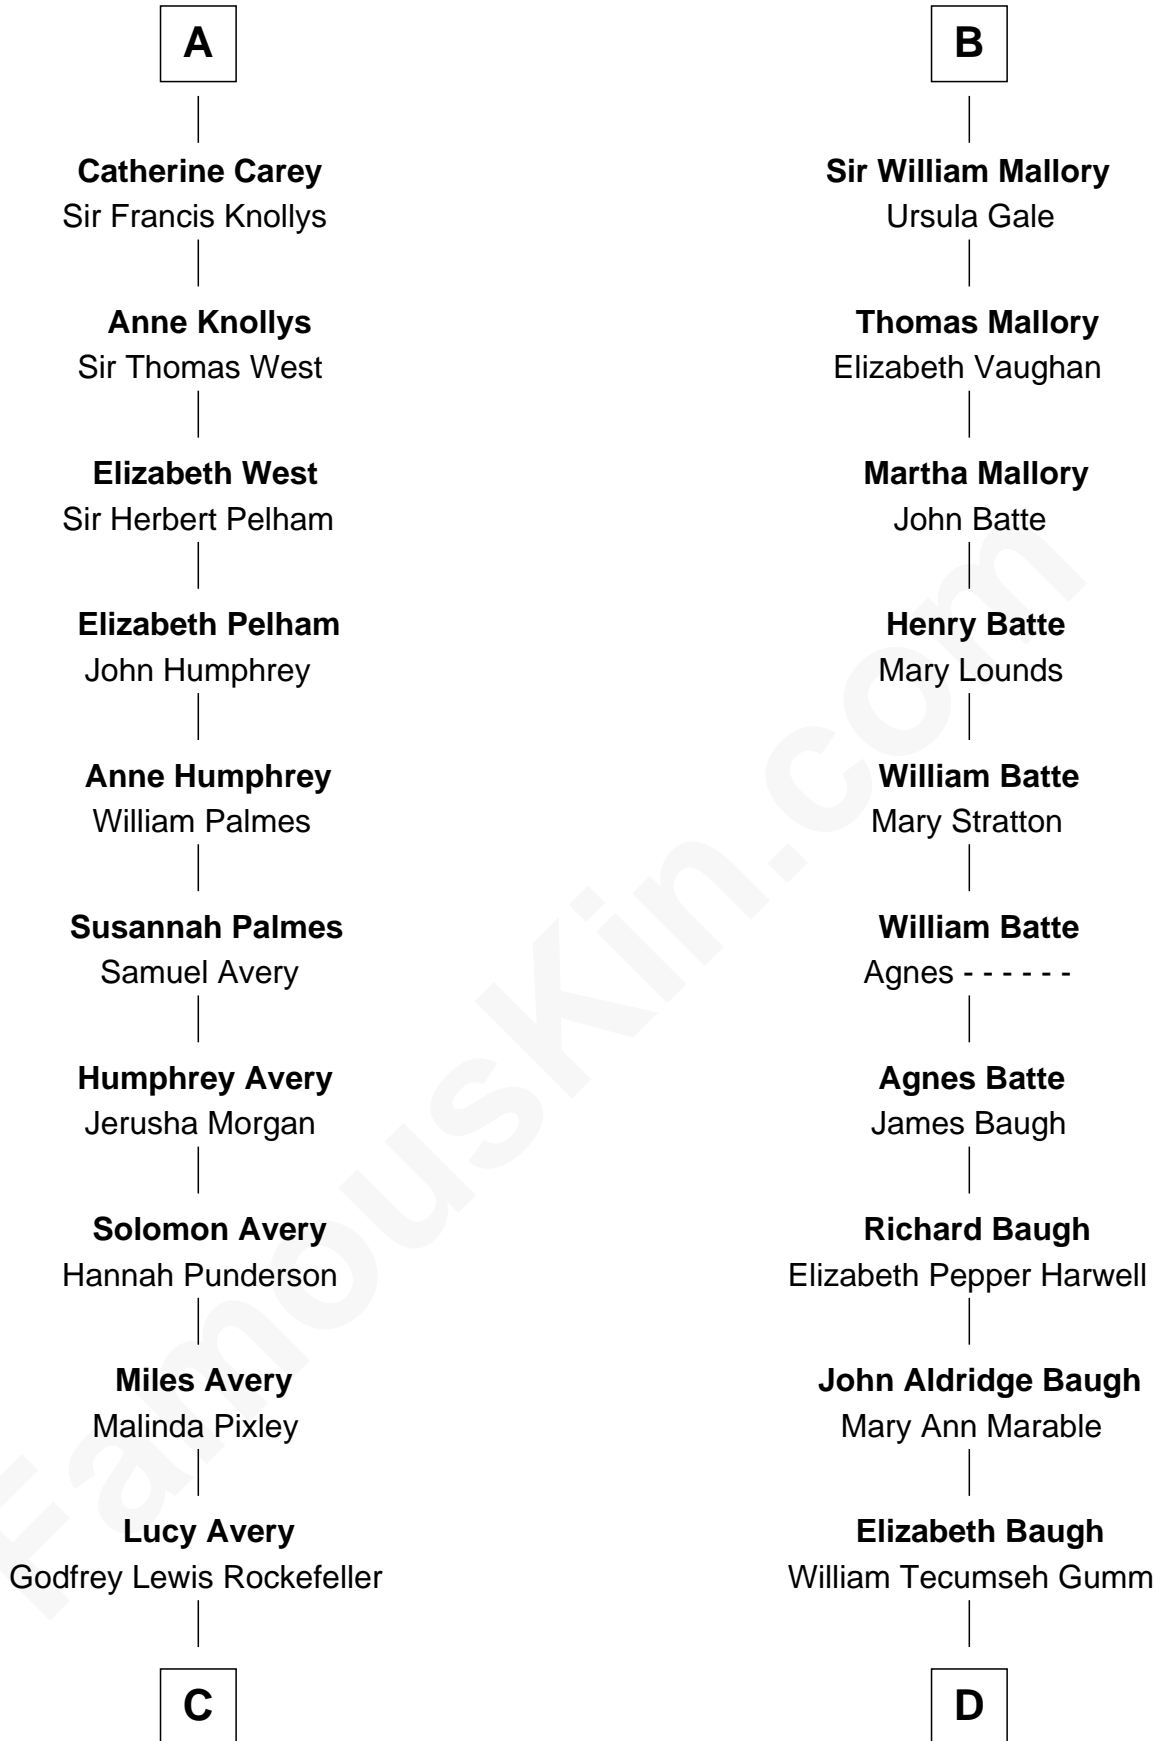 A
Catherine Carey
Sir Francis Knollys
Anne Knollys
Sir Thomas West
Elizabeth West
Sir Herbert Pelham
Elizabeth Pelham
John Humphrey
Anne Humphrey
William Palmes
Susannah Palmes
Samuel Avery
Humphrey Avery
Jerusha Morgan
Solomon Avery
Hannah Punderson
Miles Avery
Malinda Pixley
Lucy Avery
Godfrey Lewis Rockefeller
C
B
Sir William Mallory
Ursula Gale
Thomas Mallory
Elizabeth Vaughan
Martha Mallory
John Batte
Henry Batte
Mary Lounds
William Batte
Mary Stratton
William Batte
Agnes - - - - - -
Agnes Batte
James Baugh
Richard Baugh
Elizabeth Pepper Harwell
John Aldridge Baugh
Mary Ann Marable
Elizabeth Baugh
William Tecumseh Gumm
D
FamousKin.com